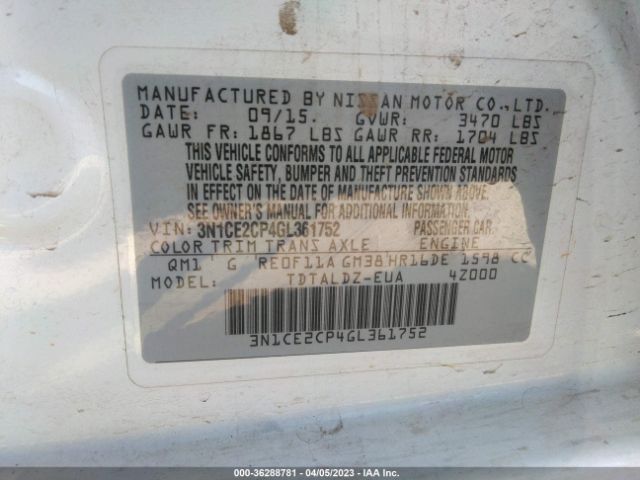 MANUFACTURED BY NISSAN MOTOR CO.,LTD.
DATE: 09/15. GVWR: 3470 LBS
GAWR FR: 1867 LBS GAWR RR: 1704 LBS
THIS VEHICLE CONFORMS TO ALL APPLICABLE FEDERAL MOTOR
VEHICLE SAFETY, BUMPER AND THEFT PREVENTION STANDARDS
IN EFFECT ON THE DATE OF MANUFACTURE SHOWN ABOVE.
SEE OWNER'S MANUAL FOR ADDITIONAL INFORMATION.
VIN: 3N1CE2CP4GL361752 PASSENGER CAR
COLOR TRIM TRANS AXLE ENGINE
QM1 G RE0F11A GM38 HR16DE 1598 CC
MODEL: TDTALDZ-EUA 4Z000
3N1CE2CP4GL361752
000-36288781 - 04/05/2023 - IAA Inc.